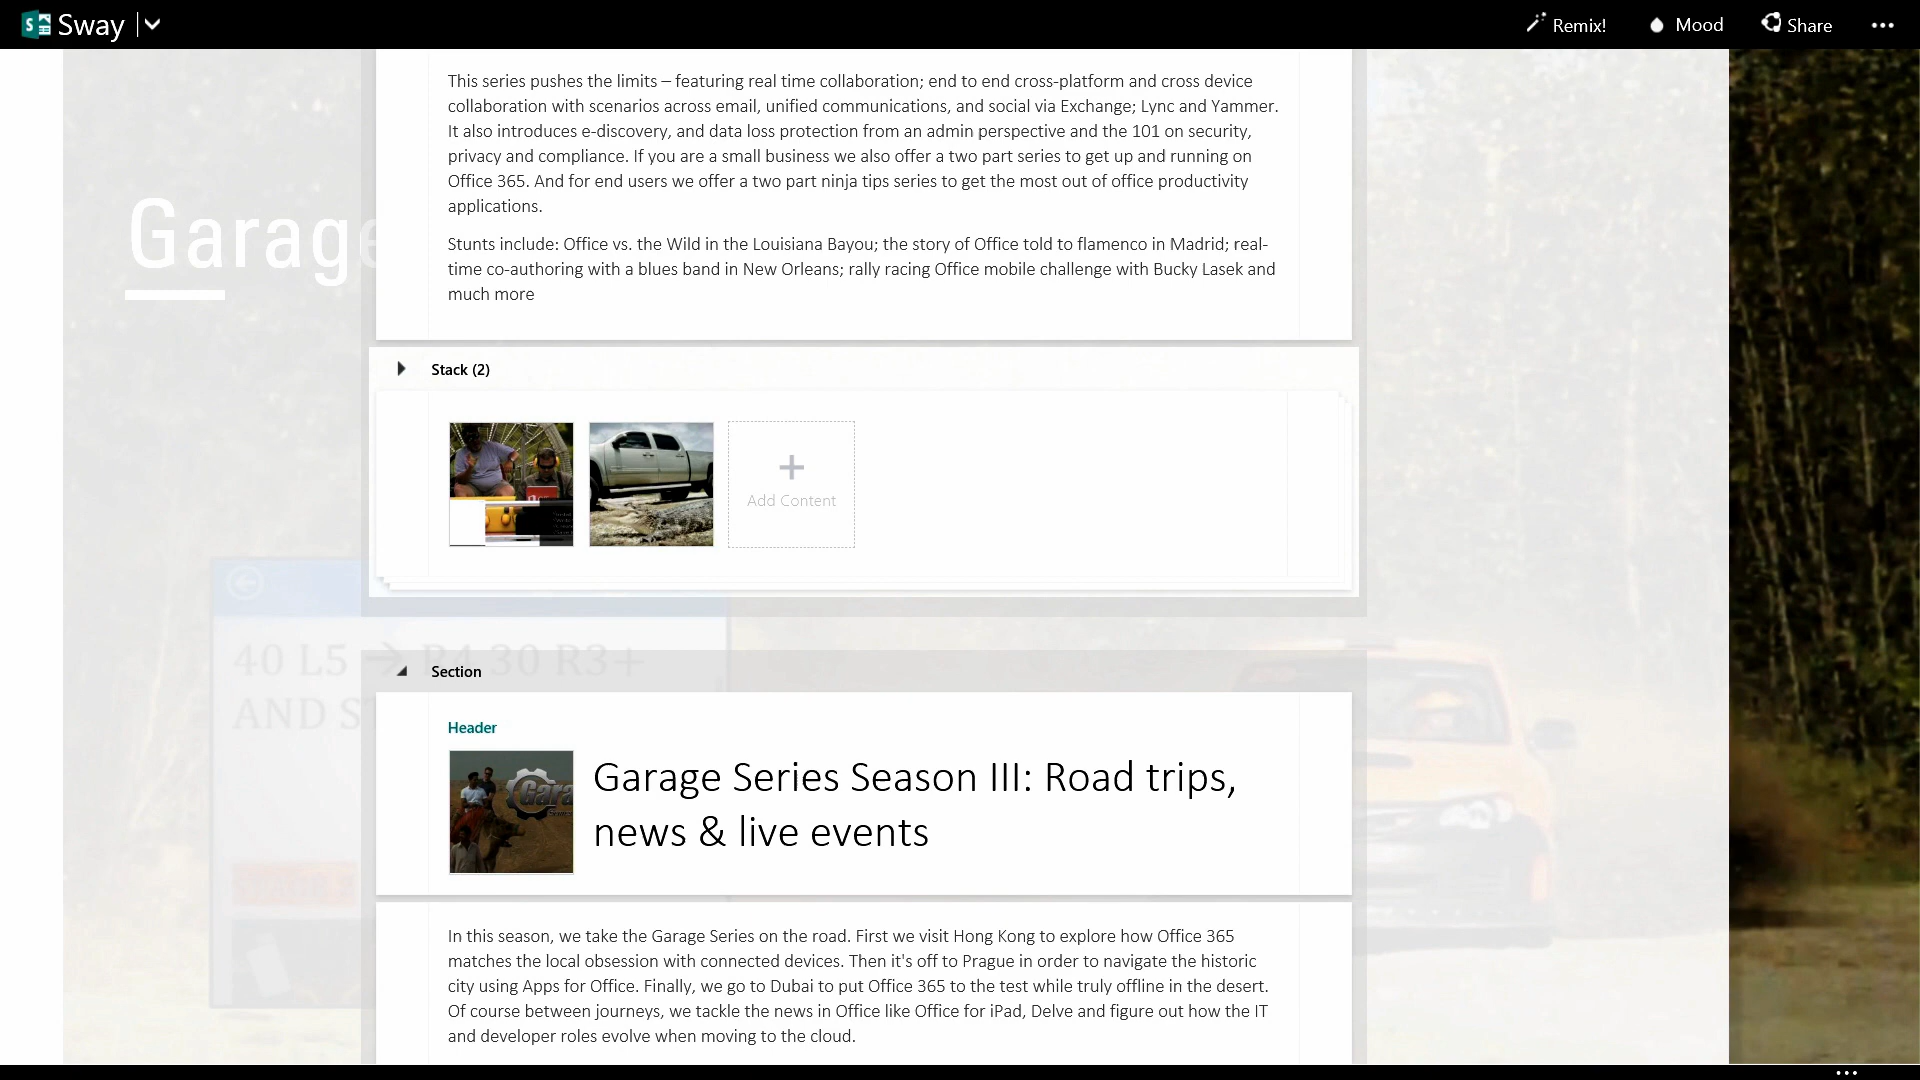 Sway
Remix!
Mood
Share
This series pushes the limits – featuring real time collaboration; end to end cross-platform and cross device
collaboration with scenarios across email, unified communications, and social via Exchange; Lync and Yammer.
It also introduces e-discovery, and data loss protection from an admin perspective and the 101 on security,
privacy and compliance. If you are a small business we also offer a two part series to get up and running on
Office 365. And for end users we offer a two part ninja tips series to get the most out of office productivity
applications.
Garage
Stunts include: Office vs. the Wild in the Louisiana Bayou; the story of Office told to flamenco in Madrid; real-
time co-authoring with a blues band in New Orleans; rally racing Office mobile challenge with Bucky Lasek and
much more
Stack (2)
Add Content
40 L5 → R4 30 R3+
AND
Section
Header
Gara
Garage Series Season III: Road trips,
news & live events
In this season, we take the Garage Series on the road. First we visit Hong Kong to explore how Office 365
matches the local obsession with connected devices. Then it's off to Prague in order to navigate the historic
city using Apps for Office. Finally, we go to Dubai to put Office 365 to the test while truly offline in the desert.
Of course between journeys, we tackle the news in Office like Office for iPad, Delve and figure out how the IT
and developer roles evolve when moving to the cloud.